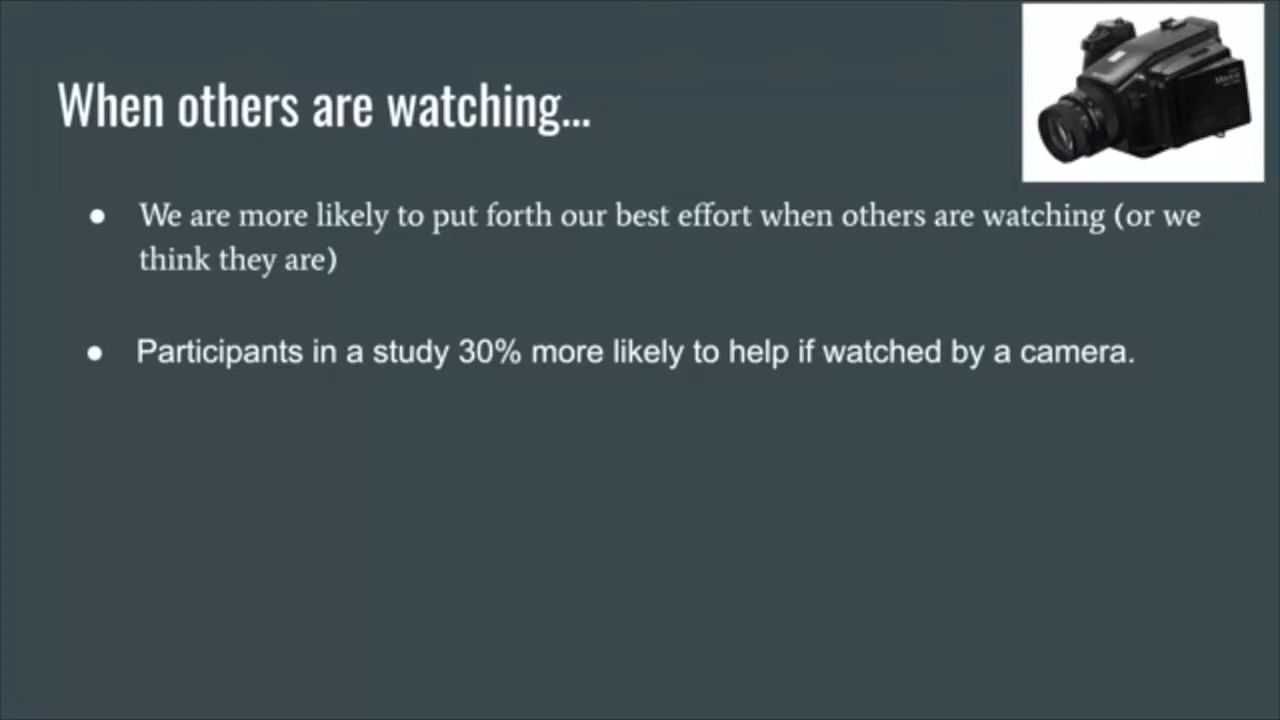 When others are watching...
● We are more likely to put forth our best effort when others are watching (or we
think they are)
● Participants in a study 30% more likely to help if watched by a camera.